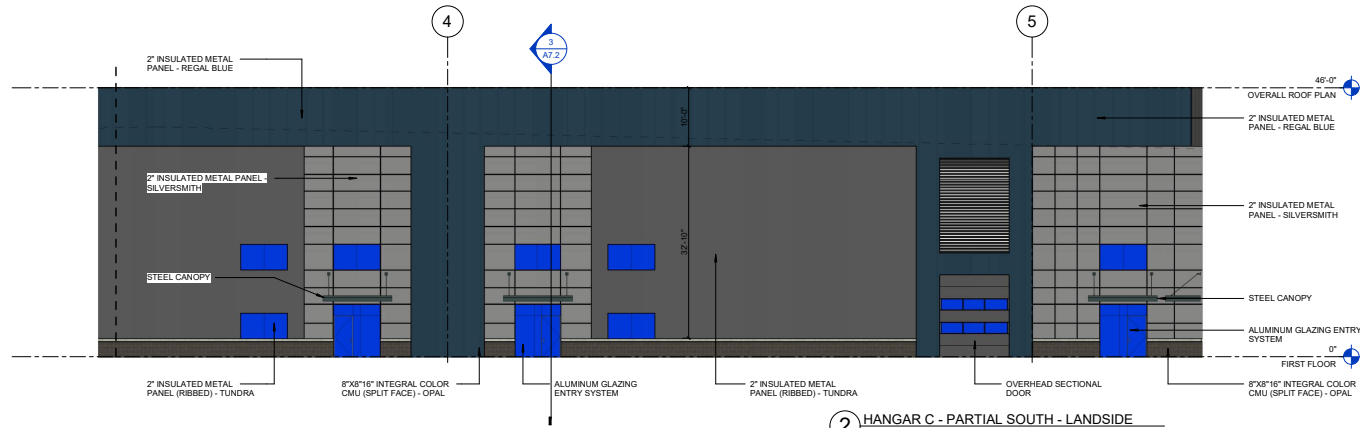 4
5
3
A7.2
2" INSULATED METAL
PANEL - REGAL BLUE
46'-0"
OVERALL ROOF PLAN
10'-0"
2" INSULATED METAL
PANEL - REGAL BLUE
2" INSULATED METAL PANEL -
SILVERSMITH
2" INSULATED METAL
PANEL - SILVERSMITH
32'-10"
STEEL CANOPY
STEEL CANOPY
ALUMINUM GLAZING ENTRY
SYSTEM
0"
FIRST FLOOR
2" INSULATED METAL
PANEL (RIBBED) - TUNDRA
8"X8"16" INTEGRAL COLOR
CMU (SPLIT FACE) - OPAL
ALUMINUM GLAZING
ENTRY SYSTEM
2" INSULATED METAL
PANEL (RIBBED) - TUNDRA
OVERHEAD SECTIONAL
DOOR
8"X8"16" INTEGRAL COLOR
CMU (SPLIT FACE) - OPAL
2 HANGAR C - PARTIAL SOUTH - LANDSIDE